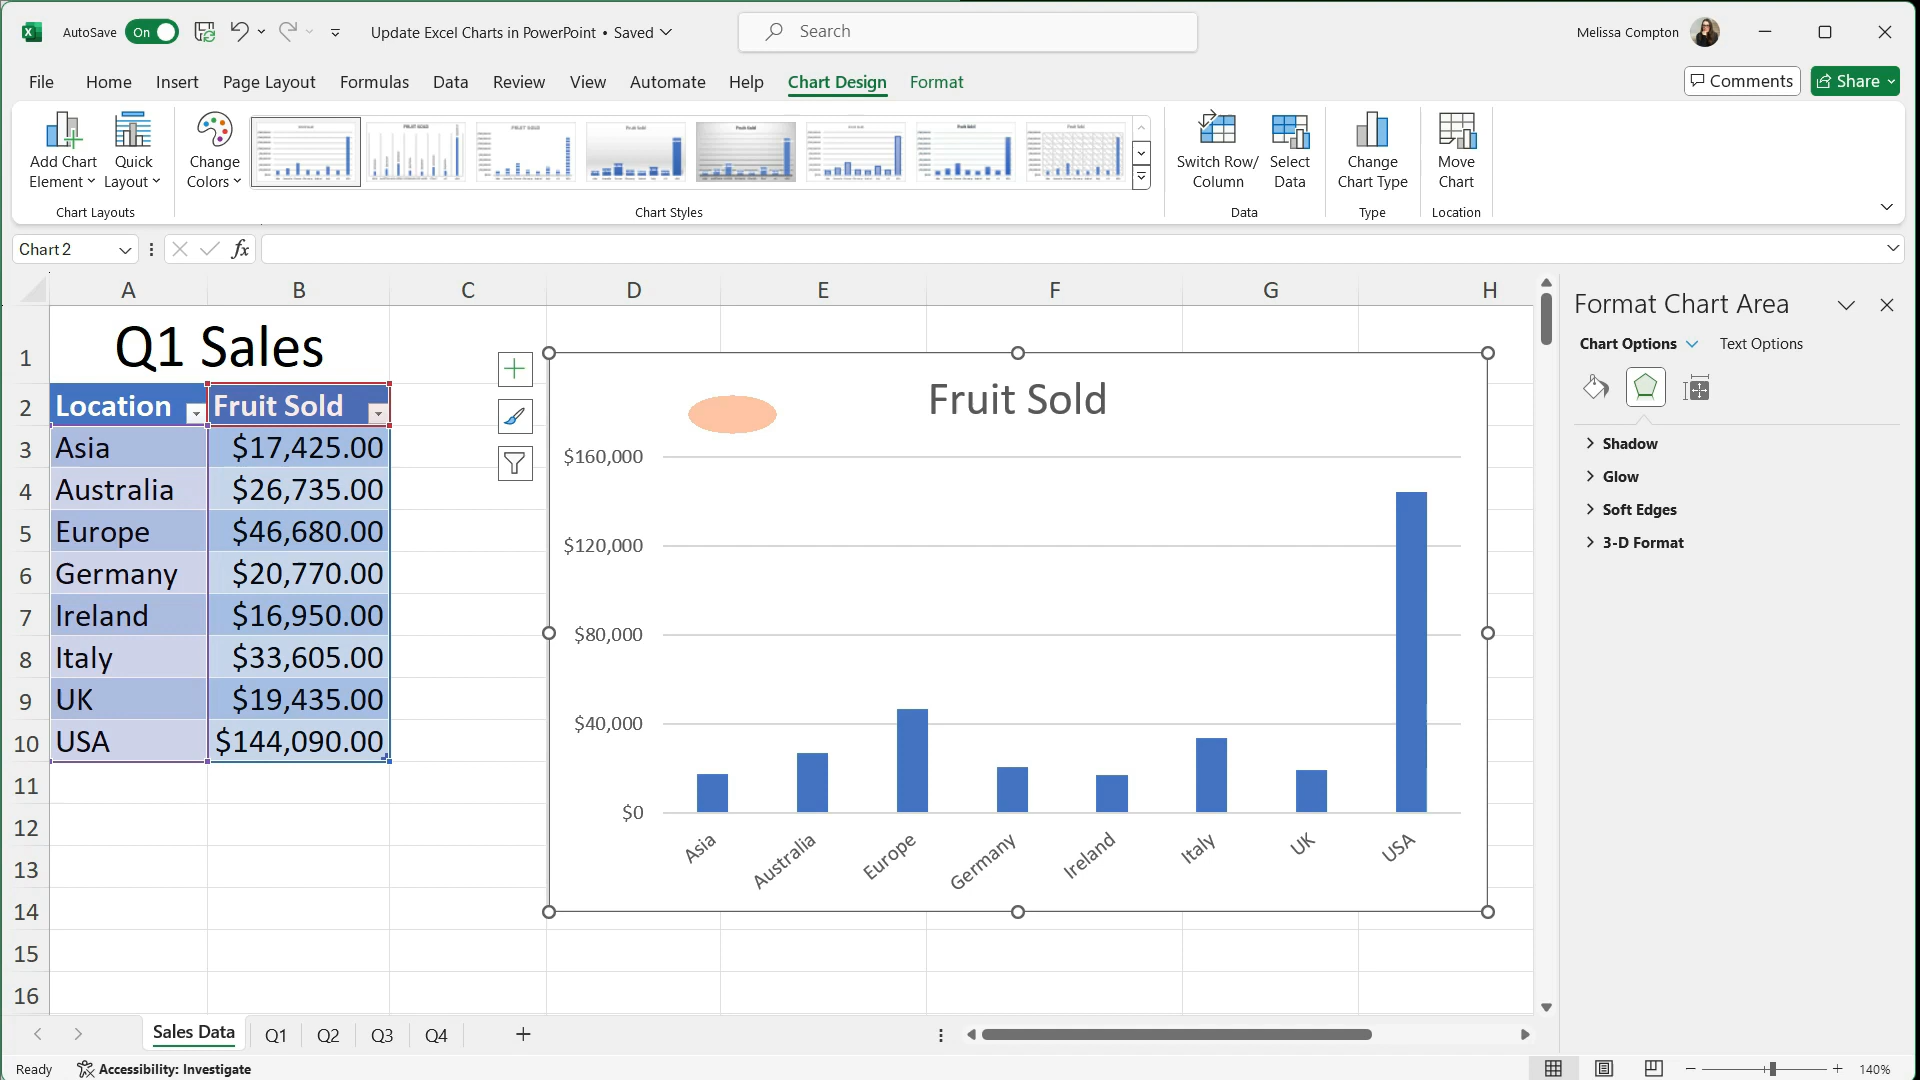 AutoSave On Update Excel Charts in PowerPoint • Saved Search Melissa Compton
File Home Insert Page Layout Formulas Data Review View Automate Help Chart Design Format Comments Share
Add Chart Element
Quick Layout
Change Colors
Switch Row/ Column
Select Data
Change Chart Type
Move Chart
Chart Layouts Chart Styles Data Type Location
Chart 2 fx
A B C D E F G H
1 Q1 Sales
2 Location Fruit Sold
3 Asia $17,425.00
4 Australia $26,735.00
5 Europe $46,680.00
6 Germany $20,770.00
7 Ireland $16,950.00
8 Italy $33,605.00
9 UK $19,435.00
10 USA $144,090.00
11
12
13
14
15
16
Fruit Sold
$160,000
$120,000
$80,000
$40,000
$0
Asia Australia Europe Germany Ireland Italy UK USA
Format Chart Area
Chart Options Text Options
Shadow
Glow
Soft Edges
3-D Format
Sales Data Q1 Q2 Q3 Q4
Ready Accessibility: Investigate 140%